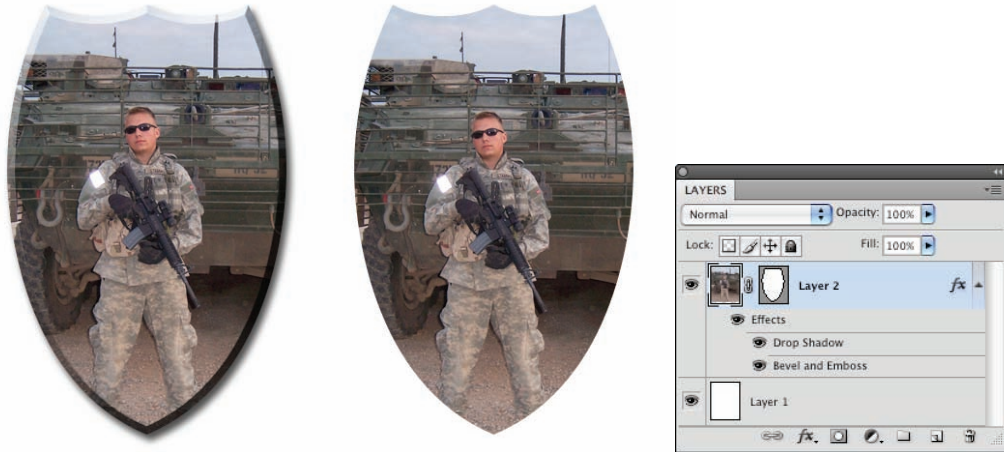 LAYERS
Normal Opacity: 100%
Lock: Fill: 100%
Layer 2 fx
Effects
Drop Shadow
Bevel and Emboss
Layer 1
fx.